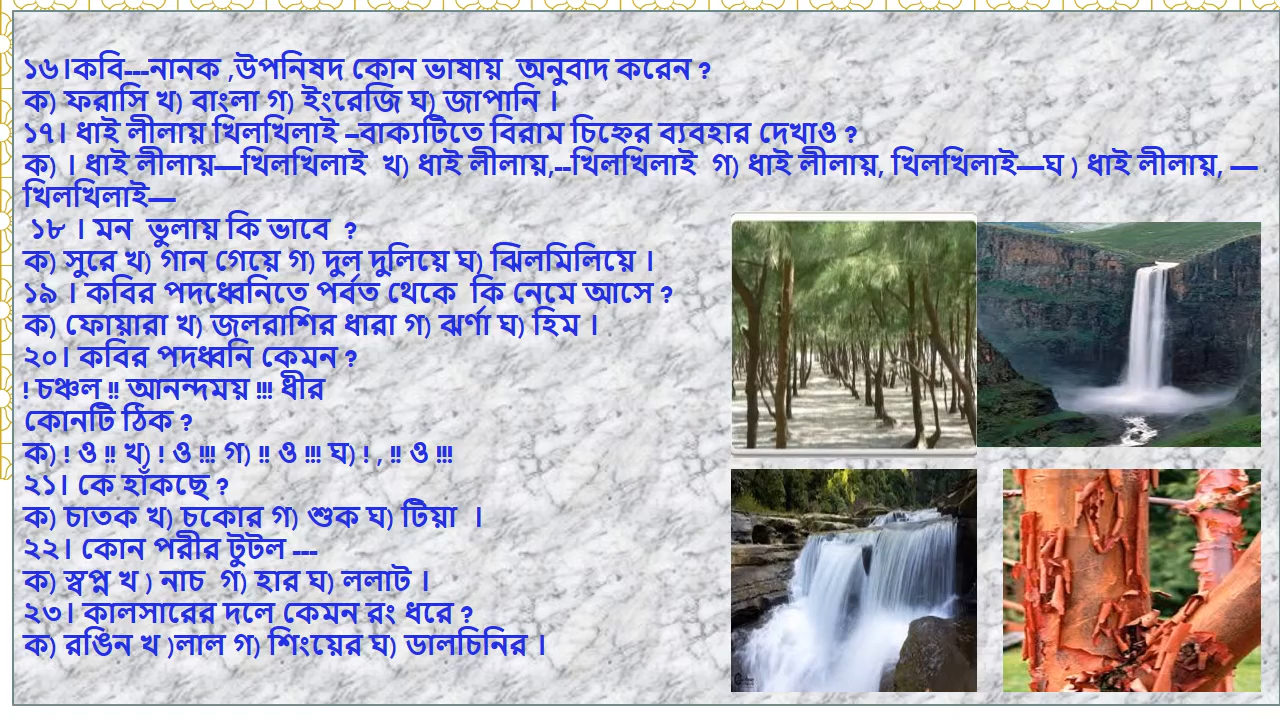 ১৬।কবি---নানক ,উপনিষদ কোন ভাষায়  অনুবাদ করেন ?
ক) ফরাসি খ) বাংলা গ) ইংরেজি ঘ) জাপানি ।
১৭। ধাই লীলায় খিলখিলাই –বাক্যটিতে বিরাম চিহ্নের ব্যবহার দেখাও ?
ক) । ধাই লীলায়—খিলখিলাই  খ) ধাই লীলায়,--খিলখিলাই  গ) ধাই লীলায়, খিলখিলাই—ঘ ) ধাই লীলায়, —
খিলখিলাই—
১৮ । মন  ভুলায় কি ভাবে  ?
ক) সুরে খ) গান গেয়ে গ) দুল দুলিয়ে ঘ) ঝিলমিলিয়ে ।
১৯ । কবির পদধ্বেনিতে পর্বত থেকে  কি নেমে আসে ?
ক) ফোয়ারা খ) জলরাশির ধারা গ) ঝর্ণা ঘ) হিম ।
২০। কবির পদধ্বনি কেমন ?
! চঞ্চল !! আনন্দময় !!! ধীর
কোনটি ঠিক ?
ক) ! ও !! খ) ! ও !!! গ) !! ও !!! ঘ) ! , !! ও !!!
২১। কে হাঁকছে ?
ক) চাতক খ) চকোর গ) শুক ঘ) টিয়া  ।
২২। কোন পরীর টুটল ---
ক) স্বপ্ন খ ) নাচ  গ) হার ঘ) ললাট ।
২৩। কালসারের দলে কেমন রং ধরে ?
ক) রঙিন খ )লাল গ) শিংয়ের ঘ) ডালচিনির ।